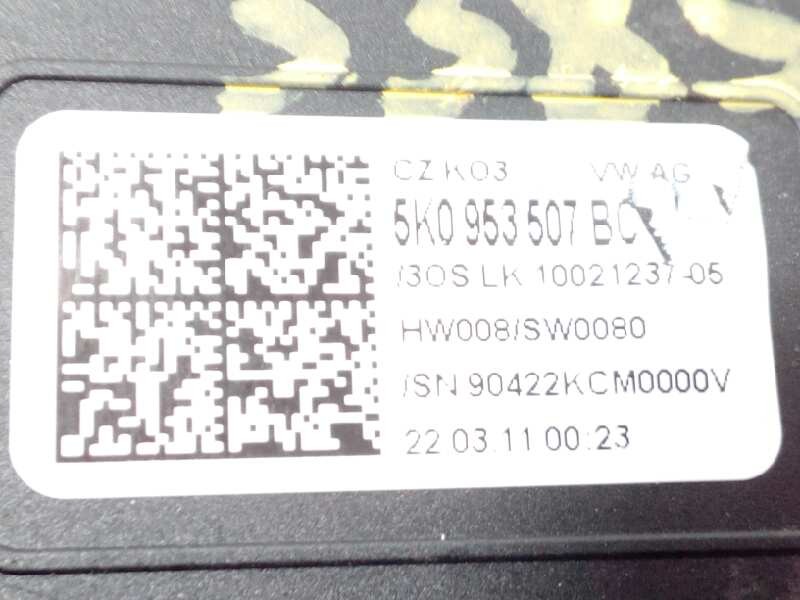 CZ K03 VW AG
5K0 953 507 BC
/3OS LK 10021237-05
HW008/SW0080
/SN 90422KCM0000V
22.03.11 00:23